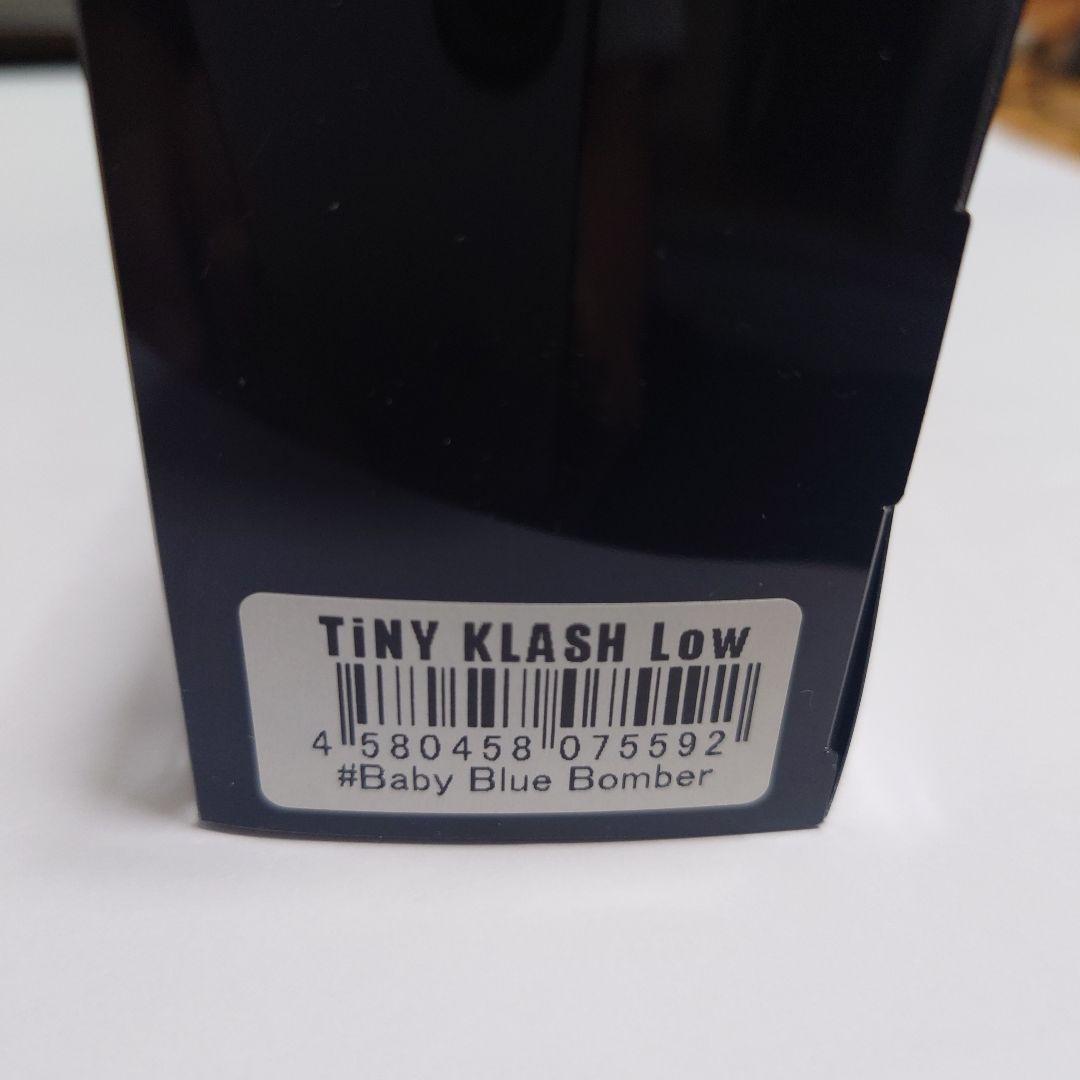 TiNY KLASH Low
4 580458 075592
#Baby Blue Bomber